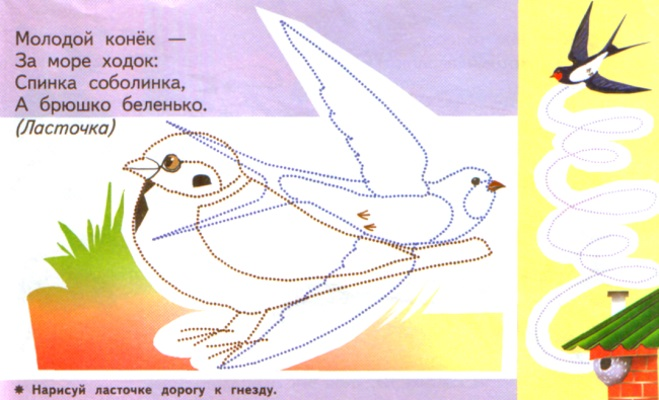 Молодой конёк —
За море ходок:
Спинка соболинка,
А брюшко беленько.
(Ласточка)
✷ Нарисуй ласточке дорогу к гнезду.